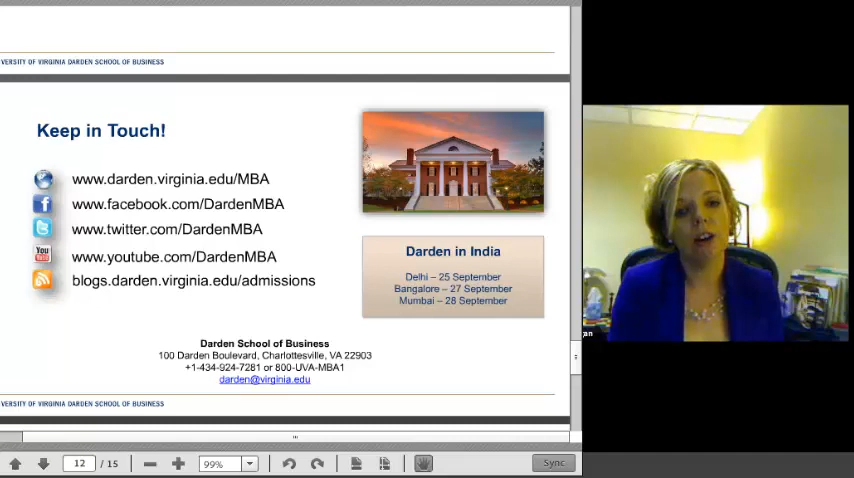 VERSITY OF VIRGINIA DARDEN SCHOOL OF BUSINESS
Keep in Touch!
www.darden.virginia.edu/MBA
www.facebook.com/DardenMBA
www.twitter.com/DardenMBA
You
www.youtube.com/DardenMBA
blogs.darden.virginia.edu/admissions
Darden in India
Delhi – 25 September
Bangalore – 27 September
Mumbai – 28 September
Darden School of Business
100 Darden Boulevard, Charlottesville, VA 22903
+1-434-924-7281 or 800-UVA-MBA1
darden@virginia.edu
VERSITY OF VIRGINIA DARDEN SCHOOL OF BUSINESS
12 / 15
99%
Sync
gan